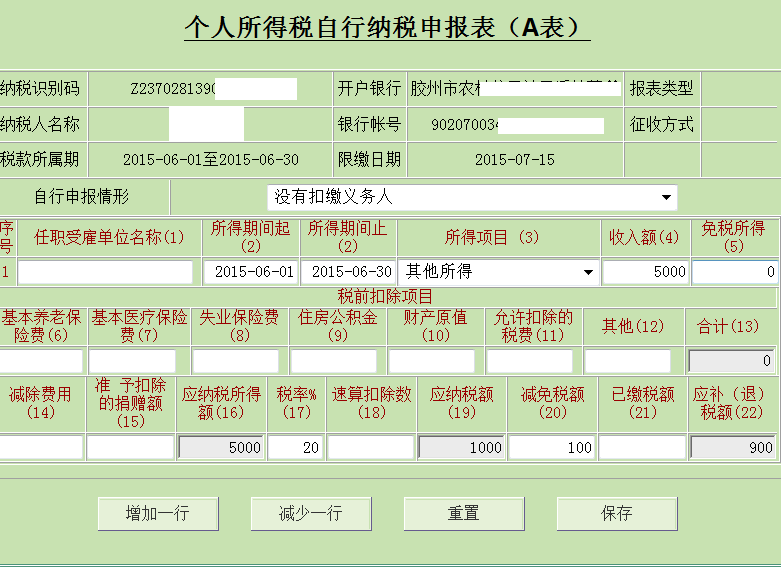 个人所得税自行纳税申报表（A表）
纳税识别码 Z237028139 开户银行 胶州市农 报表类型
纳税人名称 银行帐号 902070034 征收方式
税款所属期 2015-06-01至2015-06-30 限缴日期 2015-07-15
自行申报情形 没有扣缴义务人
序号 任职受雇单位名称(1) 所得期间起(2) 所得期间止(2) 所得项目 (3) 收入额(4) 免税所得(5)
1 2015-06-01 2015-06-30 其他所得 5000 0
税前扣除项目
基本养老保险费(6) 基本医疗保险费(7) 失业保险费(8) 住房公积金(9) 财产原值(10) 允许扣除的税费(11) 其他(12) 合计(13)
0
减除费用(14) 准 予扣除的捐赠额(15) 应纳税所得额(16) 税率%(17) 速算扣除数(18) 应纳税额(19) 减免税额(20) 已缴税额(21) 应补（退）税额(22)
5000 20 1000 100 900
增加一行 减少一行 重置 保存